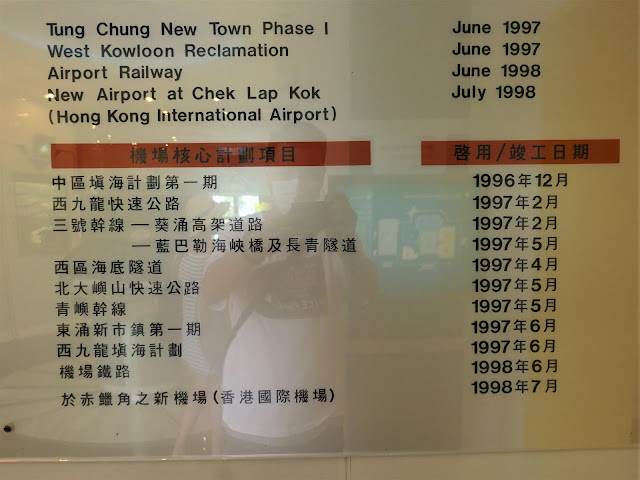 Tung Chung New Town Phase I June 1997
West Kowloon Reclamation June 1997
Airport Railway June 1998
New Airport at Chek Lap Kok July 1998
(Hong Kong International Airport)
機場核心計劃項目 啓用/竣工日期
中區塡海計劃第一期 1996年12月
西九龍快速公路 1997年2月
三號幹線 — 葵涌高架道路 1997年2月
— 藍巴勒海峽橋及長青隧道 1997年5月
西區海底隧道 1997年4月
北大嶼山快速公路 1997年5月
青嶼幹線 1997年5月
東涌新市鎮第一期 1997年6月
西九龍塡海計劃 1997年6月
機場鐵路 1998年6月
於赤鱲角之新機場(香港國際機場) 1998年7月